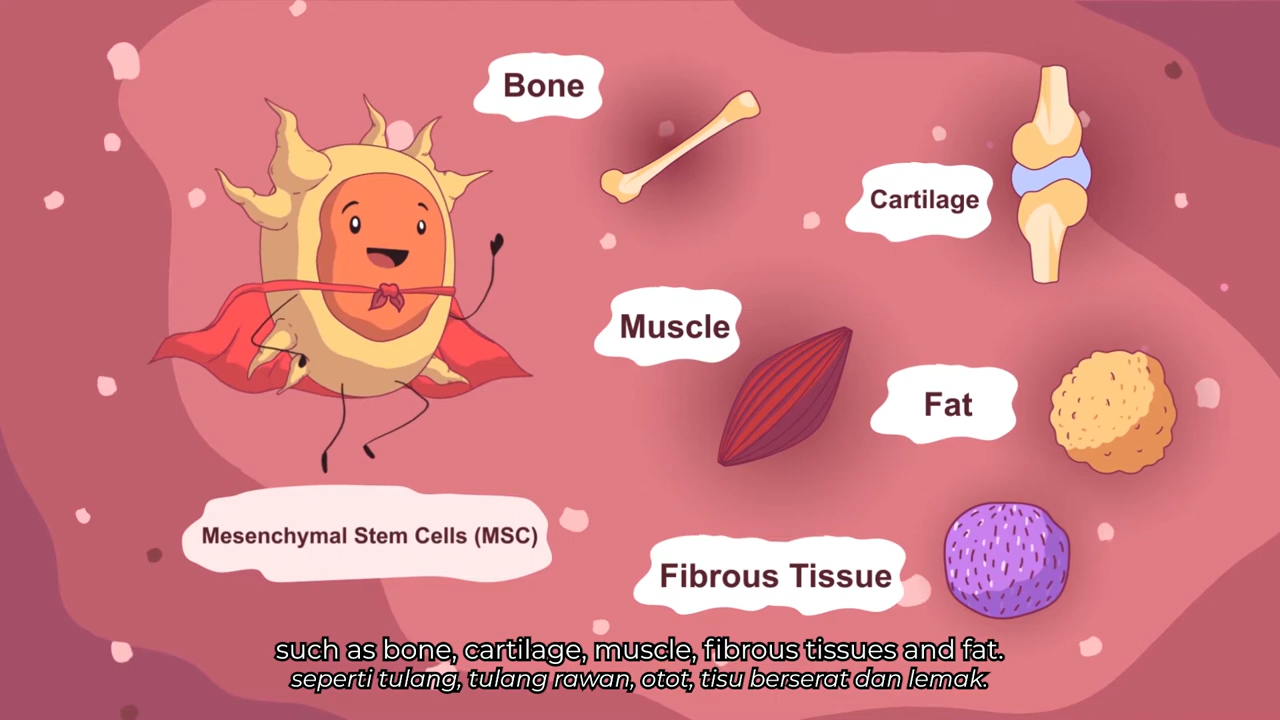 Bone
Cartilage
Muscle
Fat
Mesenchymal Stem Cells (MSC)
Fibrous Tissue
such as bone, cartilage, muscle, fibrous tissues and fat.
seperti tulang, tulang rawan, otot, tisu berserat dan lemak.